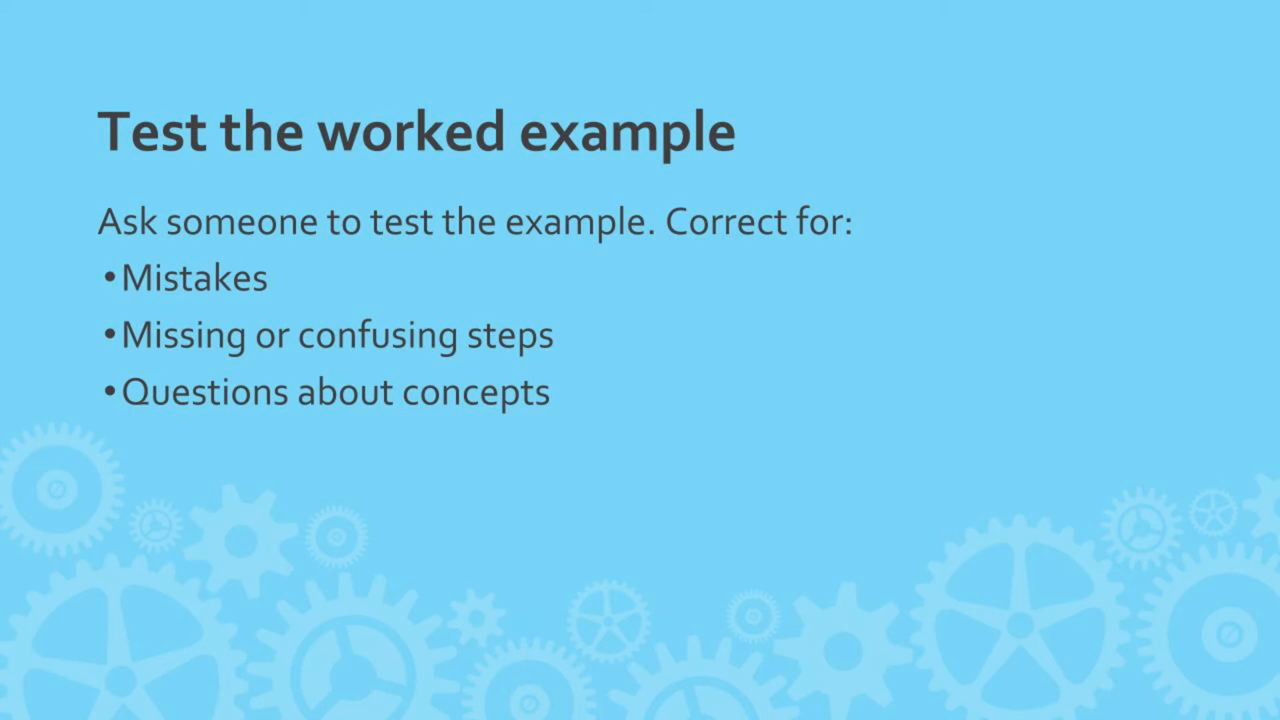 Test the worked example
Ask someone to test the example. Correct for:
•Mistakes
•Missing or confusing steps
•Questions about concepts